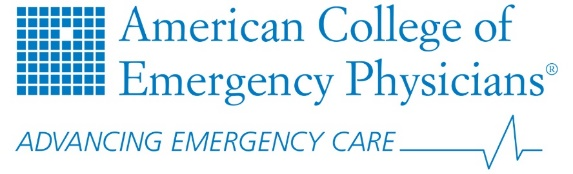 American College of
Emergency Physicians®
ADVANCING EMERGENCY CARE